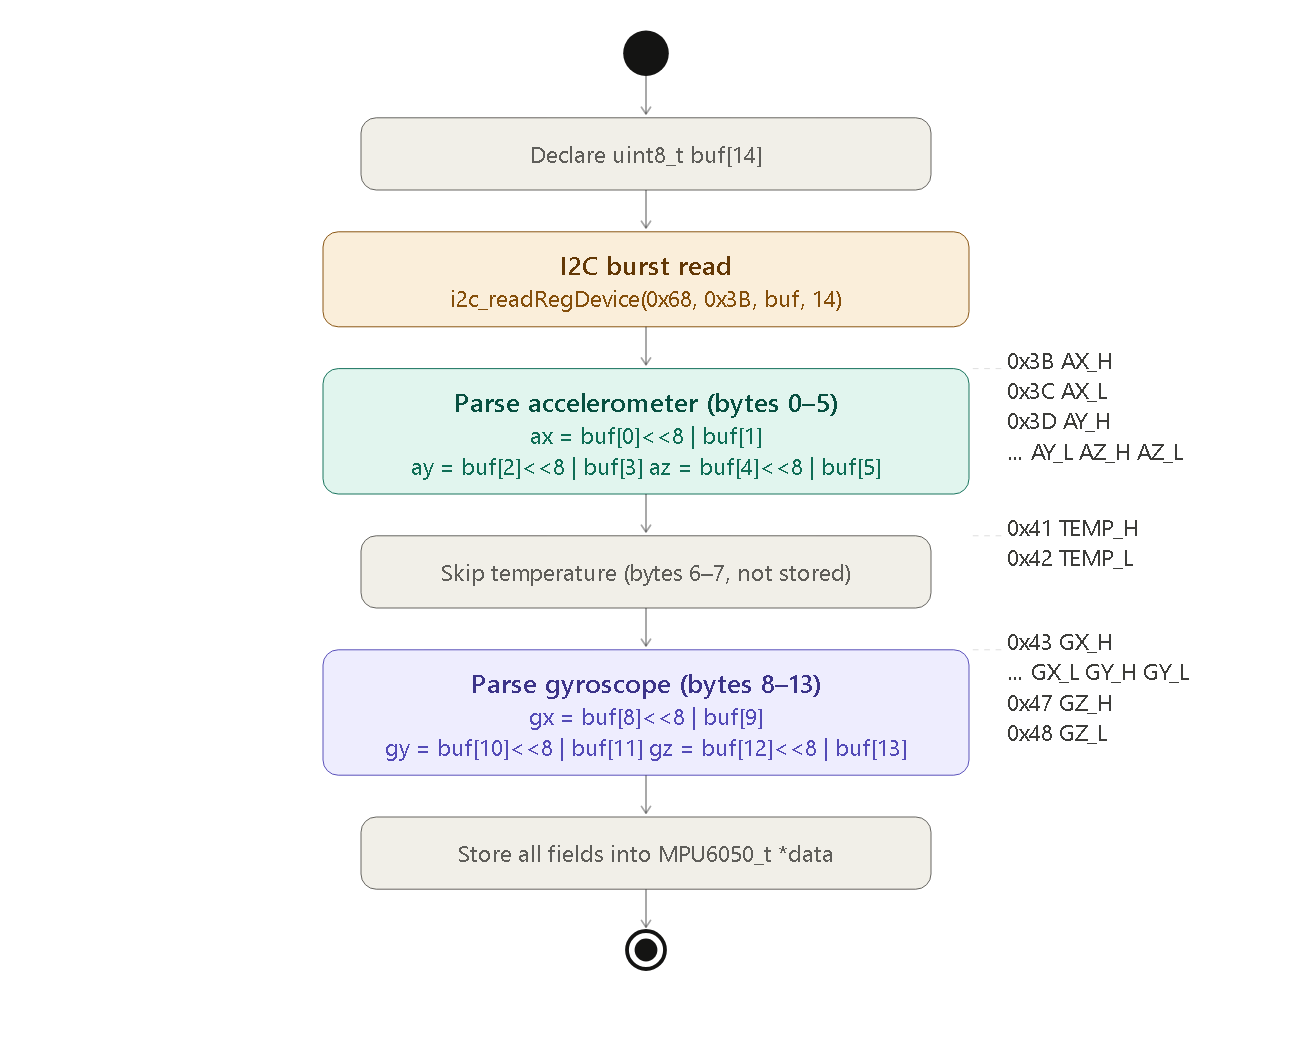 Declare uint8_t buf[14]
I2C burst read
i2c_readRegDevice(0x68, 0x3B, buf, 14)
Parse accelerometer (bytes 0–5)
ax = buf[0]<<8 | buf[1]
ay = buf[2]<<8 | buf[3] az = buf[4]<<8 | buf[5]
0x3B AX_H
0x3C AX_L
0x3D AY_H
... AY_L AZ_H AZ_L
Skip temperature (bytes 6–7, not stored)
0x41 TEMP_H
0x42 TEMP_L
Parse gyroscope (bytes 8–13)
gx = buf[8]<<8 | buf[9]
gy = buf[10]<<8 | buf[11] gz = buf[12]<<8 | buf[13]
0x43 GX_H
... GX_L GY_H GY_L
0x47 GZ_H
0x48 GZ_L
Store all fields into MPU6050_t *data